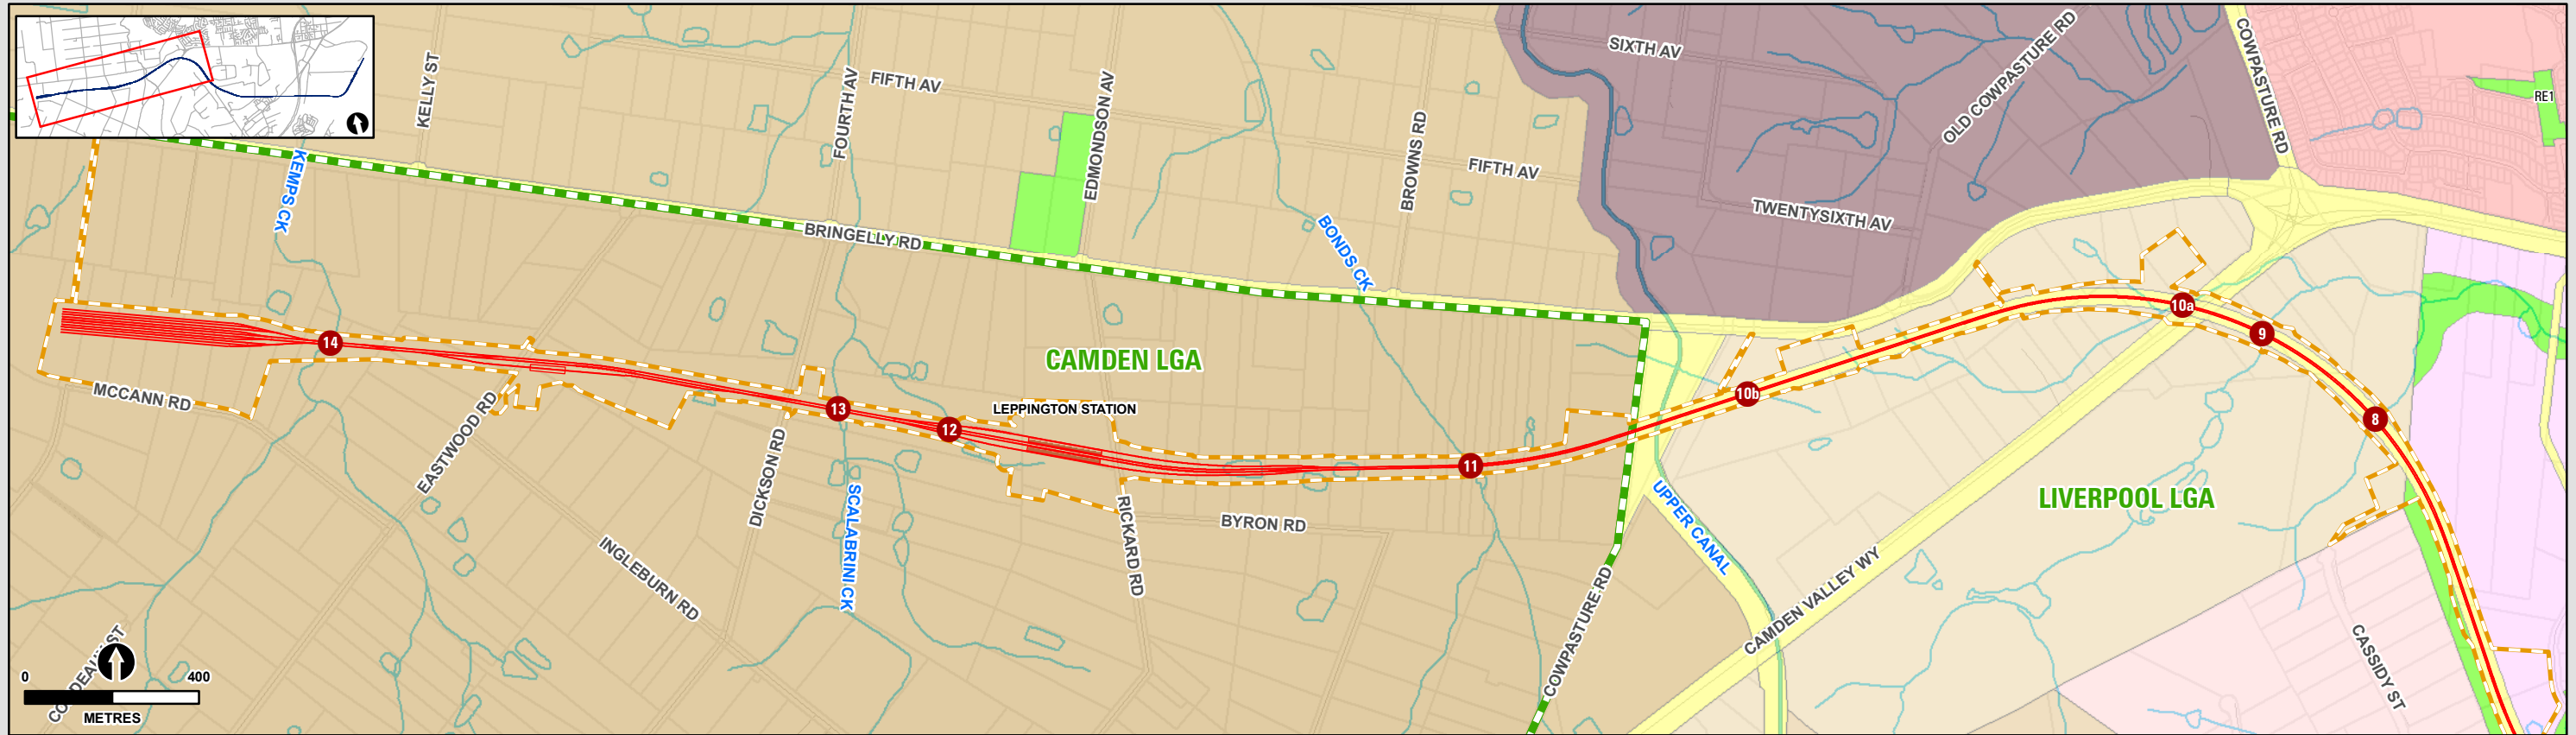 SIXTH AV
OLD COWPASTURE RD
COWPASTURE RD
KELLY ST
FOURTH AV
FIFTH AV
EDMONDSON AV
BROWNS RD
FIFTH AV
RE1
KEMPS CK
TWENTYSIXTH AV
BRINGELLY RD
BONDS CK
10a
9
14
CAMDEN LGA
10b
MCCANN RD
13
LEPPINGTON STATION
8
12
EASTWOOD RD
DICKSON RD
11
LIVERPOOL LGA
SCALABRINI CK
RICKARD RD
BYRON RD
UPPER CANAL
INGLEBURN RD
CAMDEN VALLEY WY
COWPASTURE RD
CASSIDY ST
0 400
METRES